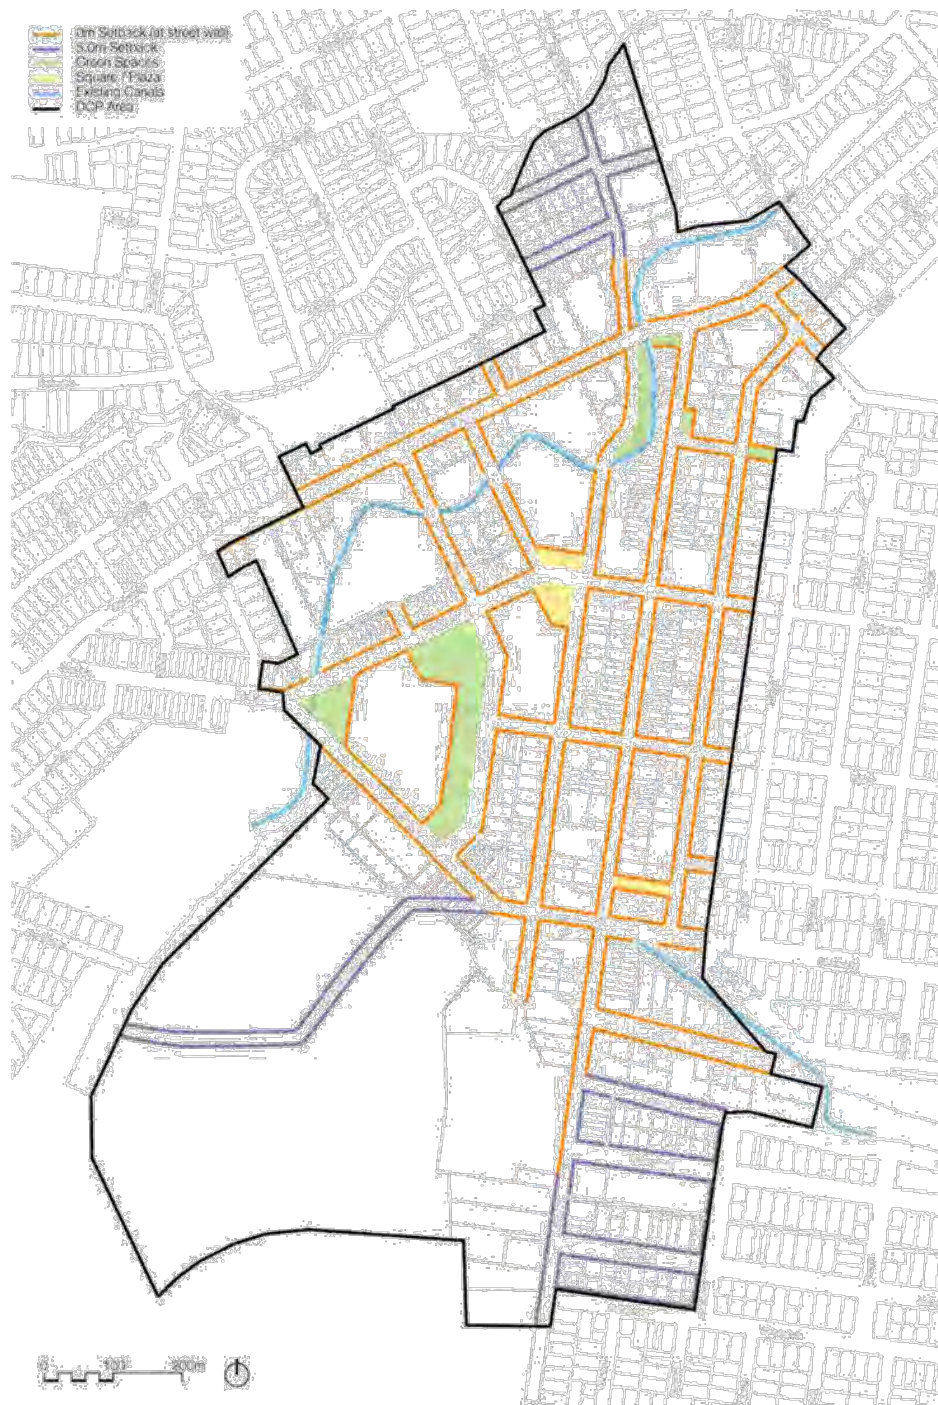 0m Setback (at street wall)
5.0m Setback
Green Spaces
Square / Plaza
Existing Canals
DCP Area
0 100 200m